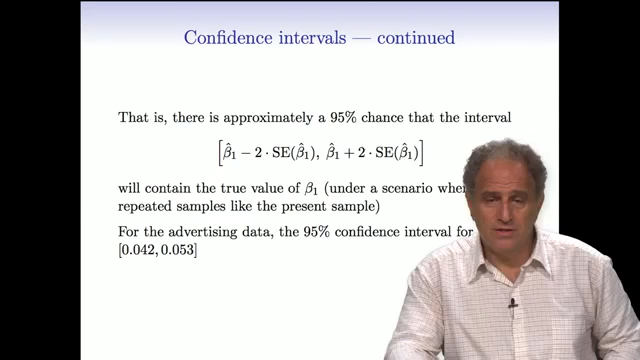 Confidence intervals — continued
That is, there is approximately a 95% chance that the interval
[β̂₁ − 2 · SE(β̂₁), β̂₁ + 2 · SE(β̂₁)]
will contain the true value of β₁ (under a scenario
repeated samples like the present sample)
For the advertising data, the 95% confidence interval for
[0.042, 0.053]